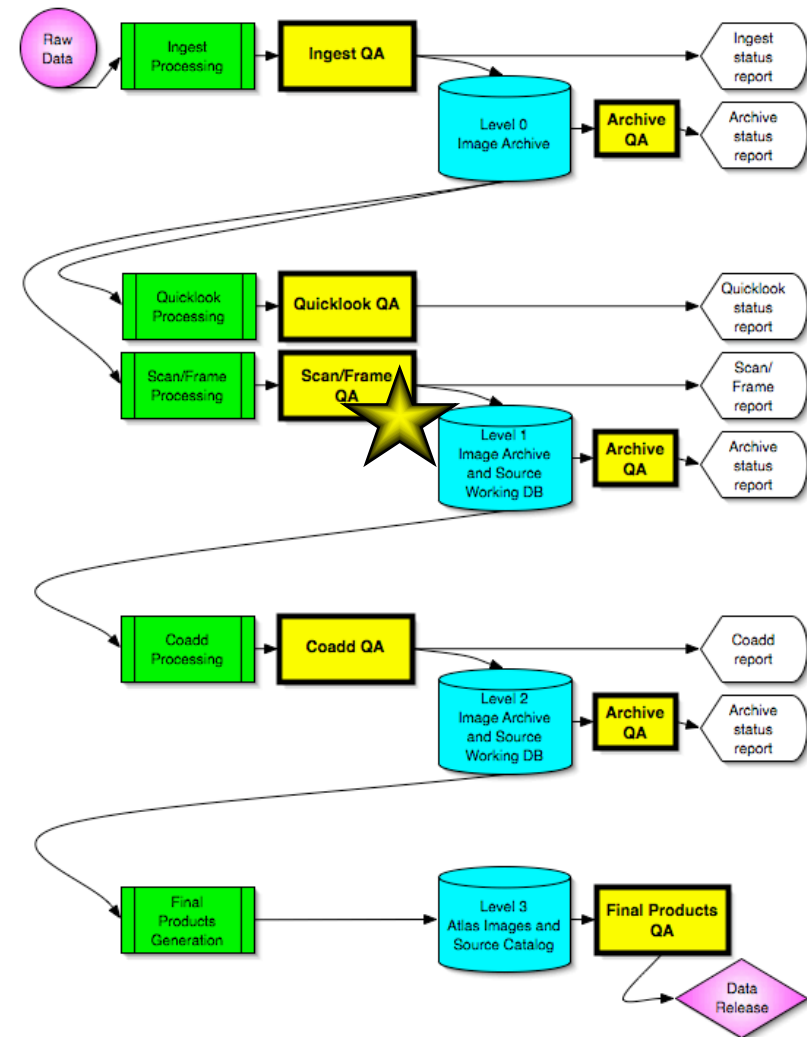 Raw
Data
Ingest
Processing
Ingest QA
Ingest
status
report
Level 0
Image Archive
Archive
QA
Archive
status
report
Quicklook
Processing
Quicklook QA
Quicklook
status
report
Scan/Frame
Processing
Scan/Frame
QA
Scan/
Frame
report
Level 1
Image Archive
and Source
Working DB
Archive
QA
Archive
status
report
Coadd
Processing
Coadd QA
Coadd
report
Level 2
Image Archive
and Source
Working DB
Archive
QA
Archive
status
report
Final
Products
Generation
Level 3
Atlas Images and
Source Catalog
Final Products
QA
Data
Release